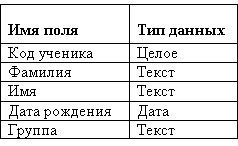 Имя поля Тип данных
Код ученика Целое
Фамилия Текст
Имя Текст
Дата рождения Дата
Группа Текст